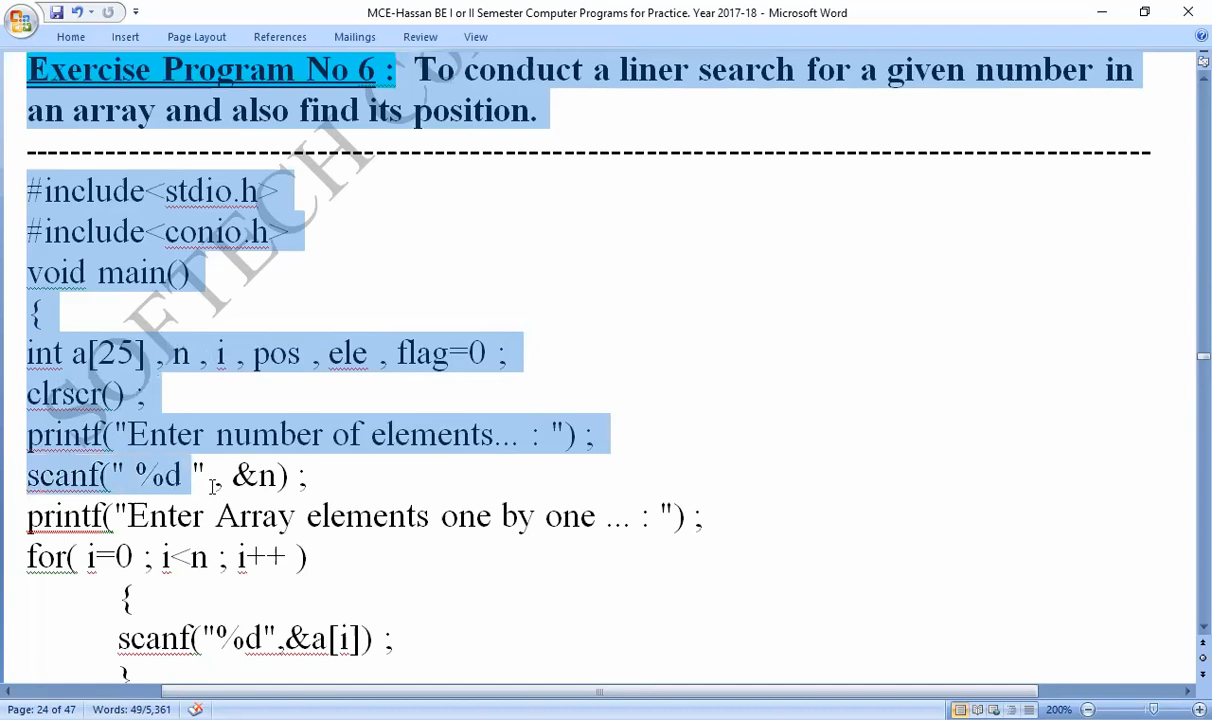 MCE-Hassan BE I or II Semester Computer Programs for Practice. Year 2017-18 - Microsoft Word
Home Insert Page Layout References Mailings Review View
Exercise Program No 6 : To conduct a liner search for a given number in
an array and also find its position.
------------------------------------------------------------------------------------------
#include<stdio.h>
#include<conio.h>
void main()
{
int a[25] , n , i , pos , ele , flag=0 ;
clrscr() ;
printf("Enter number of elements... : ") ;
scanf(" %d " , &n) ;
printf("Enter Array elements one by one ... : ") ;
for( i=0 ; i<n ; i++ )
{
scanf("%d",&a[i]) ;
}
SOFTECH CO
Page: 24 of 47 Words: 49/5,361 200%